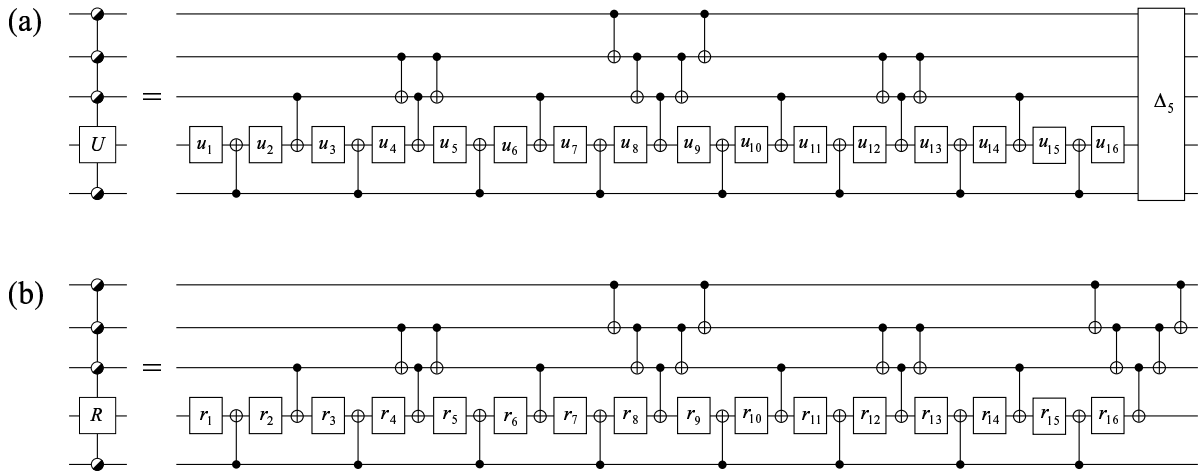 (a)
U = u₁ u₂ u₃ u₄ u₅ u₆ u₇ u₈ u₉ u₁₀ u₁₁ u₁₂ u₁₃ u₁₄ u₁₅ u₁₆ Δ₅
(b)
R = r₁ r₂ r₃ r₄ r₅ r₆ r₇ r₈ r₉ r₁₀ r₁₁ r₁₂ r₁₃ r₁₄ r₁₅ r₁₆